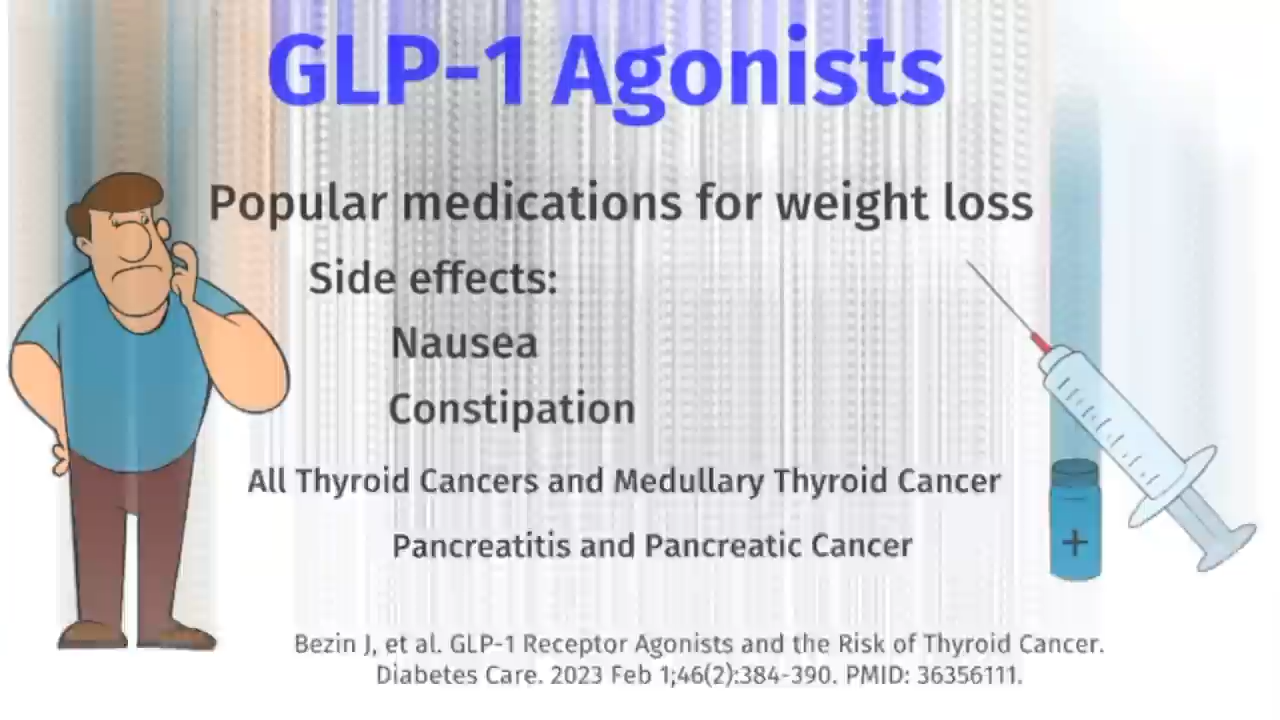 GLP-1 Agonists
Popular medications for weight loss
Side effects:
Nausea
Constipation
All Thyroid Cancers and Medullary Thyroid Cancer
Pancreatitis and Pancreatic Cancer
Bezin J, et al. GLP-1 Receptor Agonists and the Risk of Thyroid Cancer.
Diabetes Care. 2023 Feb 1;46(2):384-390. PMID: 36356111.